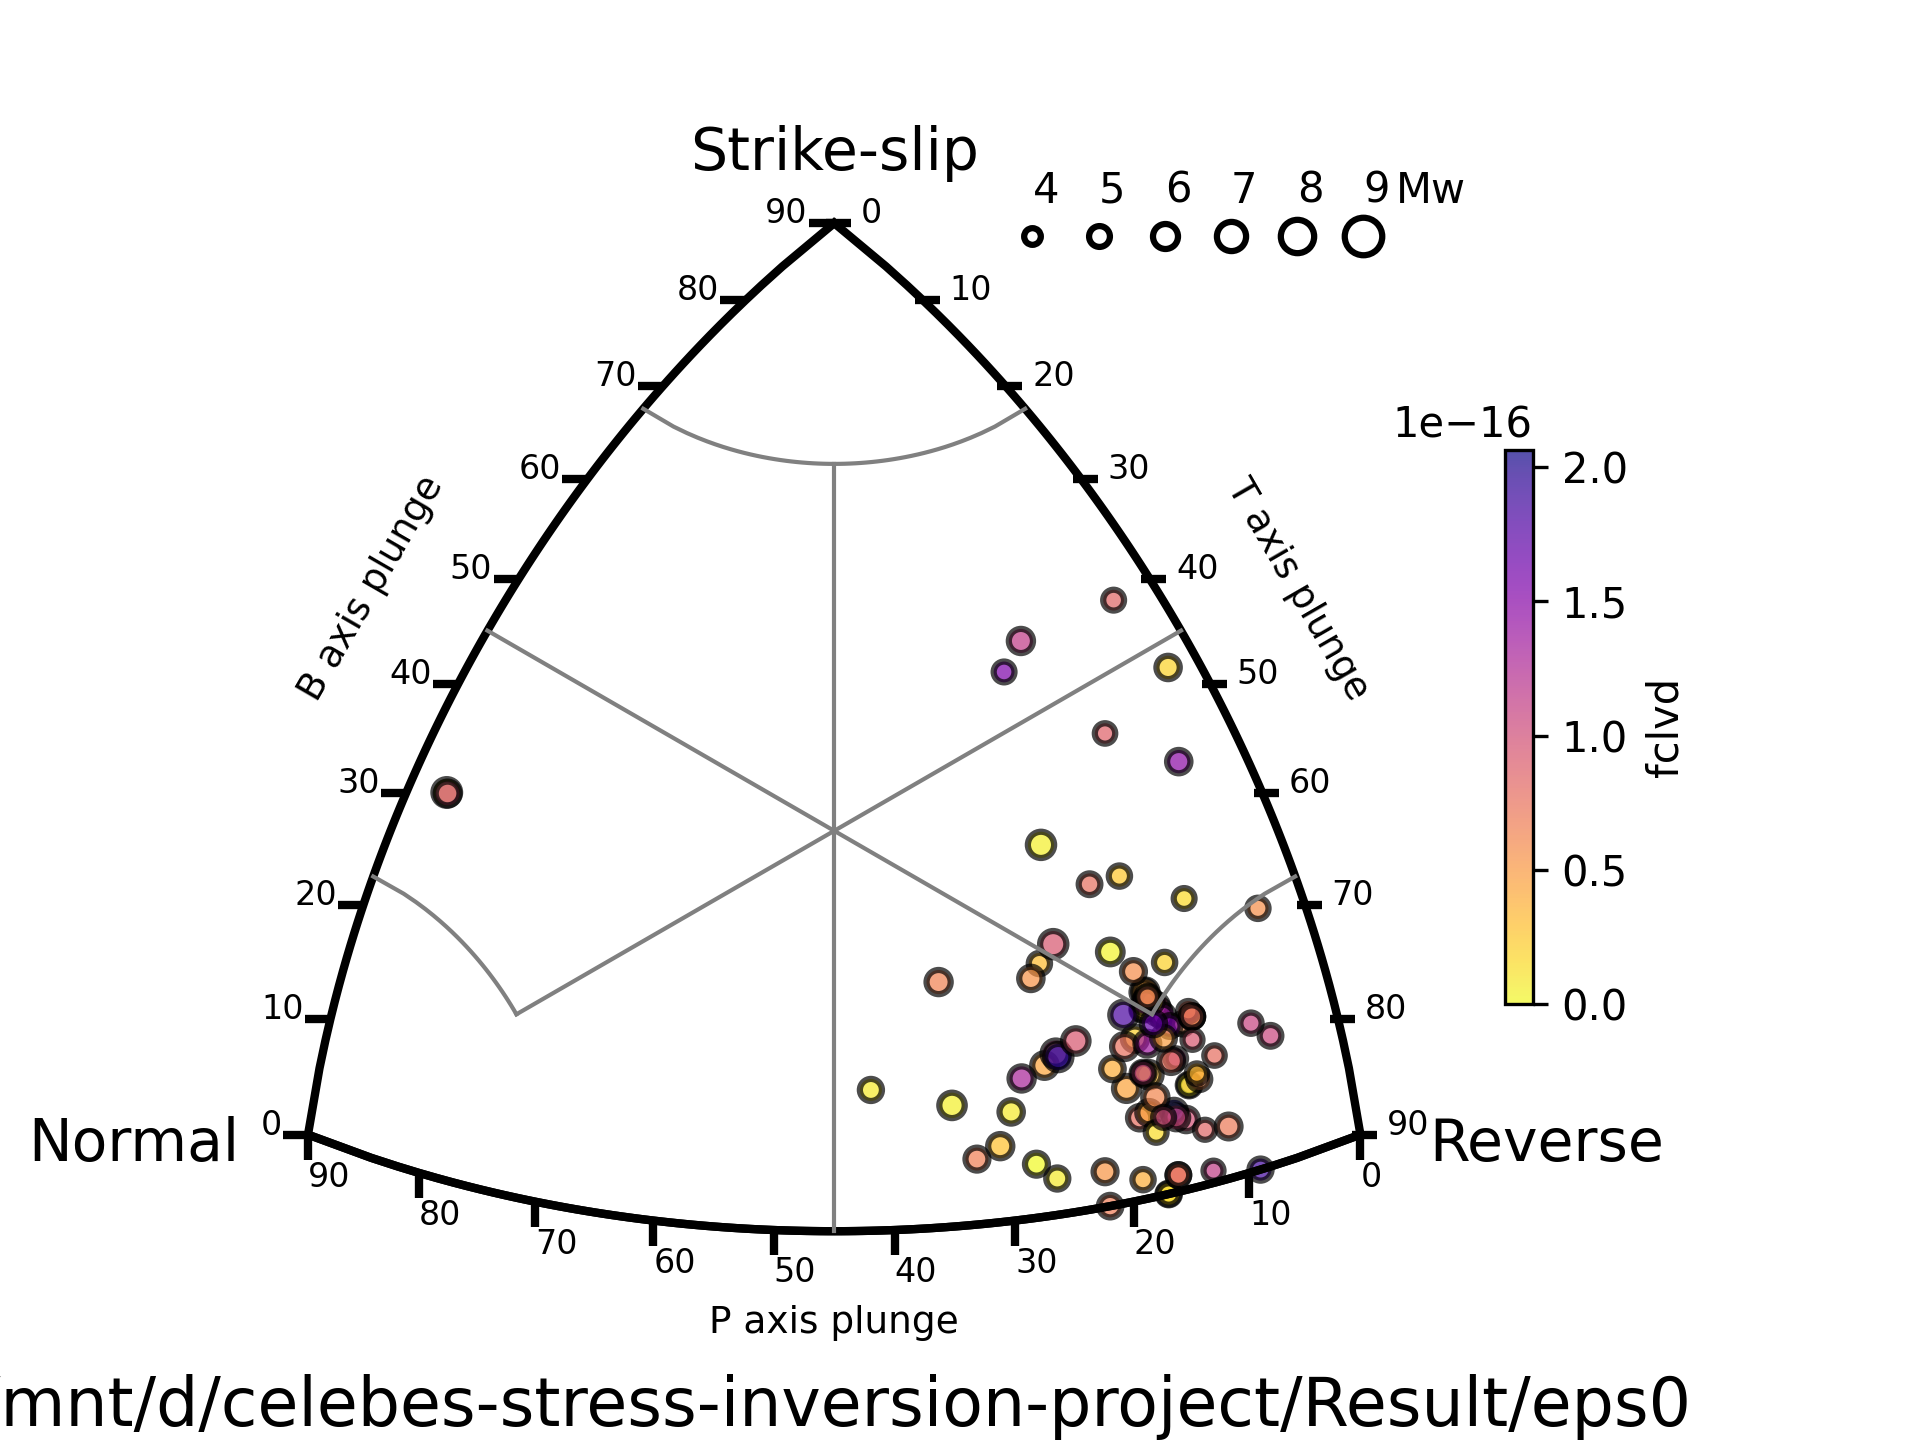 Strike-slip
4 5 6 7 8 9 Mw
90 0
80 10
70 20
60 30
50 40
40 50
30 60
20 70
10 80
0 90
B axis plunge
T axis plunge
1e−16
2.0
1.5
1.0
0.5
0.0
fclvd
Normal
Reverse
90 80 70 60 50 40 30 20 10 0
P axis plunge
/mnt/d/celebes-stress-inversion-project/Result/eps0